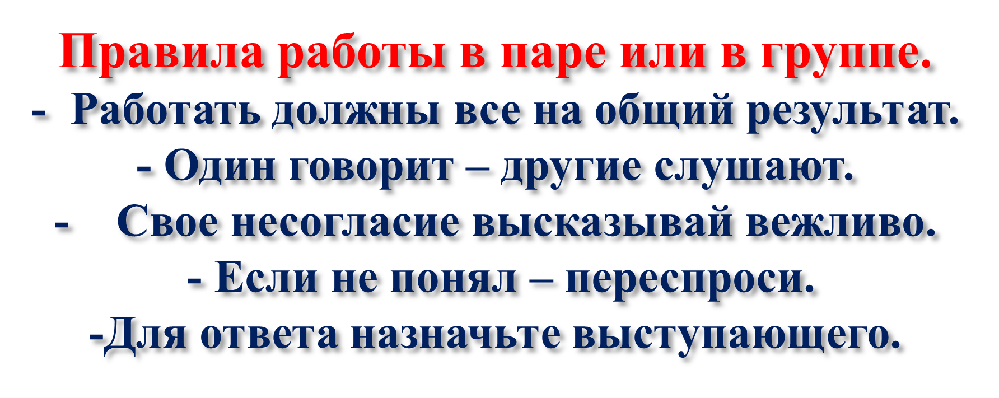 Правила работы в паре или в группе.
- Работать должны все на общий результат.
- Один говорит – другие слушают.
- Свое несогласие высказывай вежливо.
- Если не понял – переспроси.
-Для ответа назначьте выступающего.